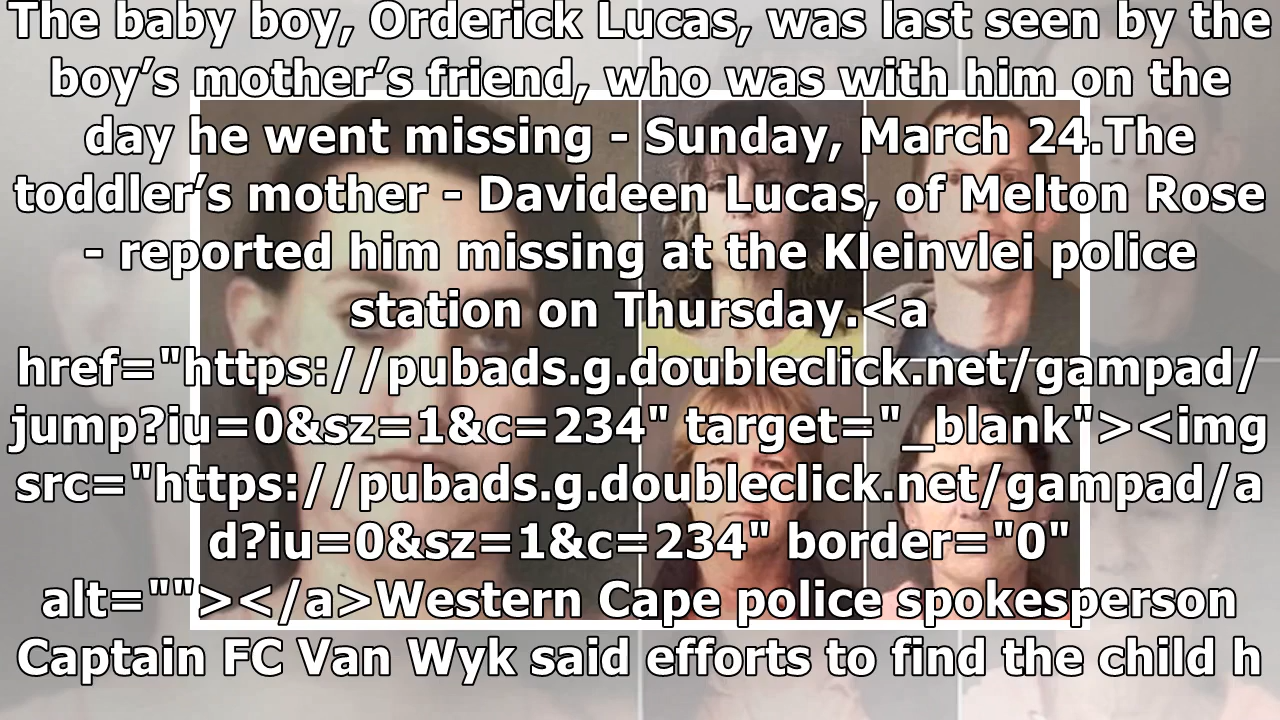 The baby boy, Orderick Lucas, was last seen by the
boy’s mother’s friend, who was with him on the
day he went missing - Sunday, March 24.The
toddler’s mother - Davideen Lucas, of Melton Rose
- reported him missing at the Kleinvlei police
station on Thursday.<a
href="https://pubads.g.doubleclick.net/gampad/
jump?iu=0&sz=1&c=234" target="_blank"><img
src="https://pubads.g.doubleclick.net/gampad/a
d?iu=0&sz=1&c=234" border="0"
alt=""></a>Western Cape police spokesperson
Captain FC Van Wyk said efforts to find the child h